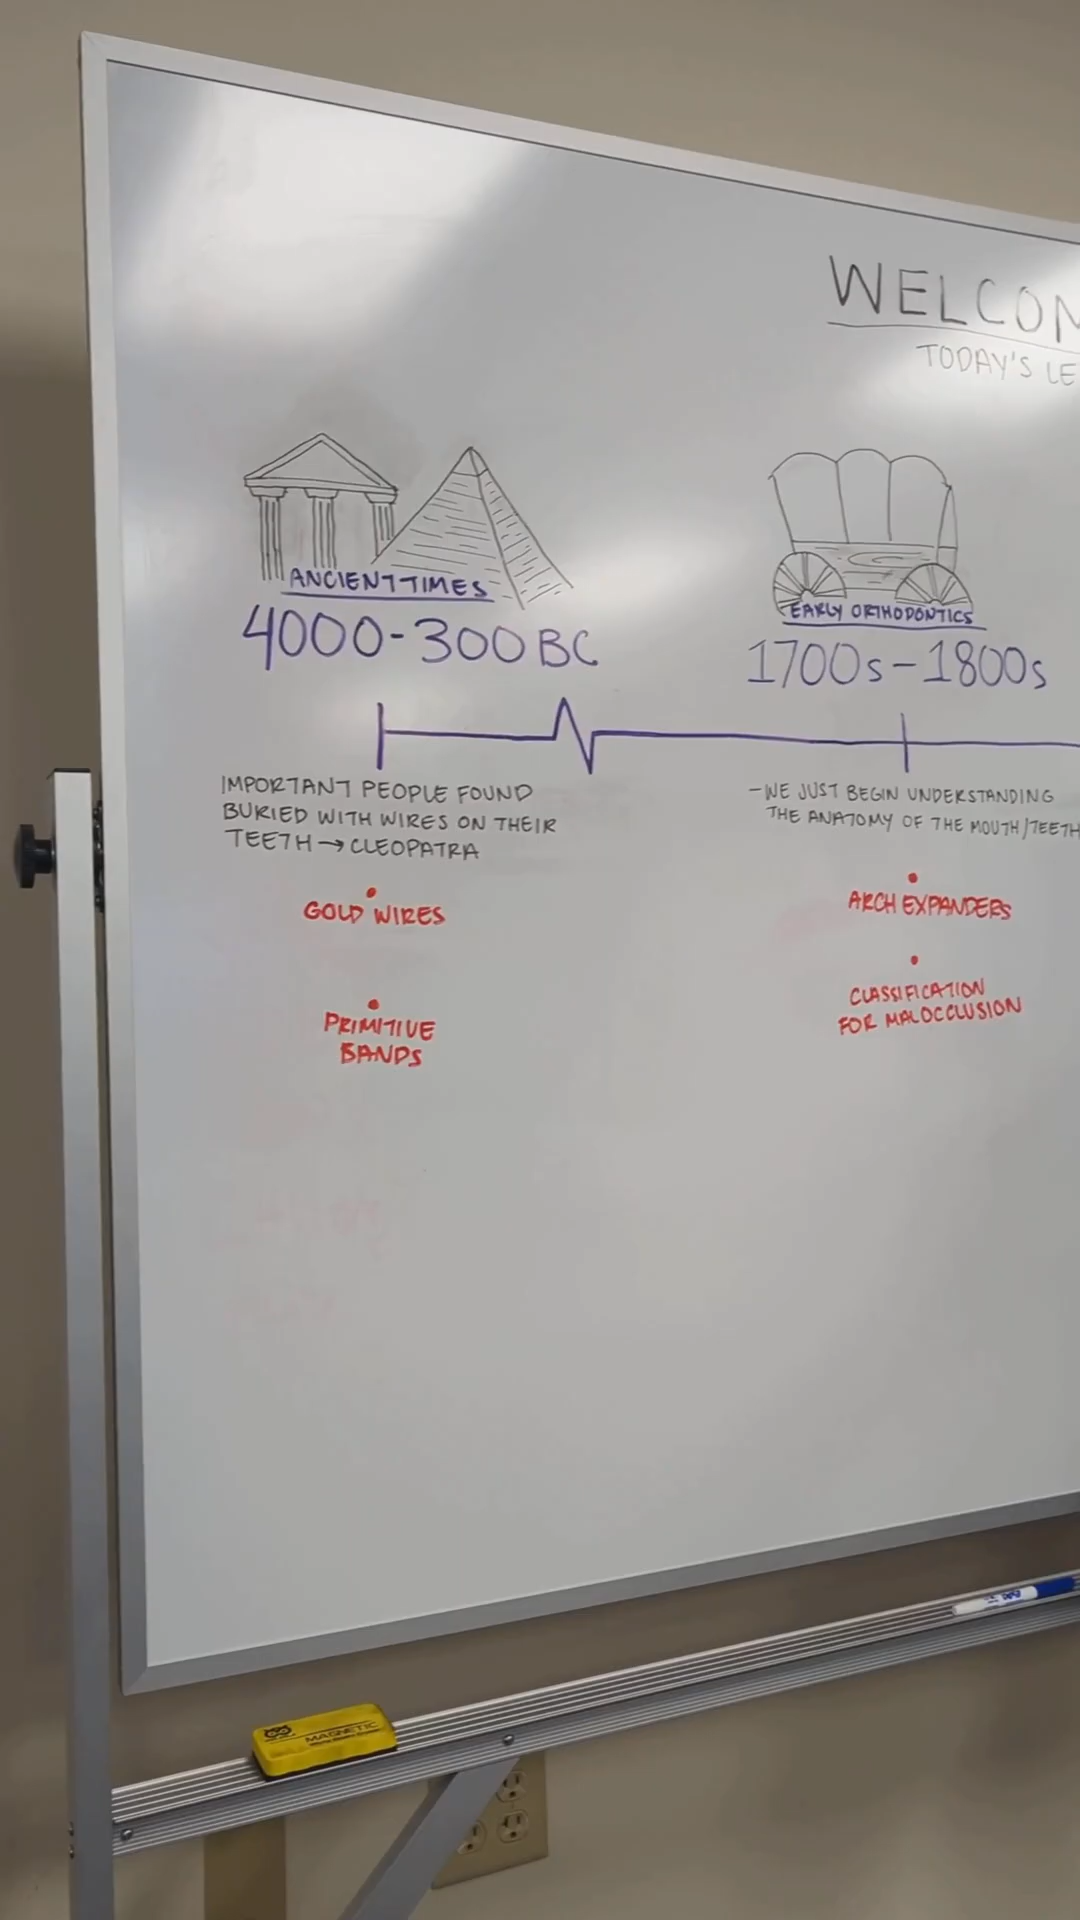 WELCOM
TODAY'S LE
ANCIENT TIMES
4000-300 BC
EARLY ORTHODONTICS
1700s-1800s
IMPORTANT PEOPLE FOUND
BURIED WITH WIRES ON THEIR
TEETH → CLEOPATRA
• GOLD WIRES
• PRIMITIVE
BANDS
-WE JUST BEGIN UNDERSTANDING
THE ANATOMY OF THE MOUTH/TEETH
• ARCH EXPANDERS
• CLASSIFICATION
FOR MALOCCLUSION
MAGNETIC